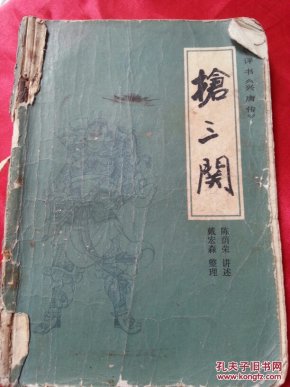 评书《兴唐传》
槍三関
陈荫荣 讲述
戴宏森 整理
孔夫子旧书网